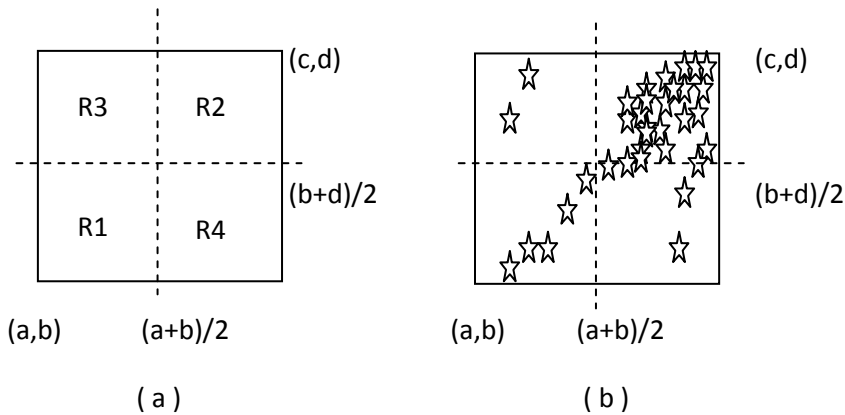 (c,d)
R3 R2
(b+d)/2
R1 R4
(a,b) (a+b)/2
( a )
(c,d)
(b+d)/2
(a,b) (a+b)/2
( b )